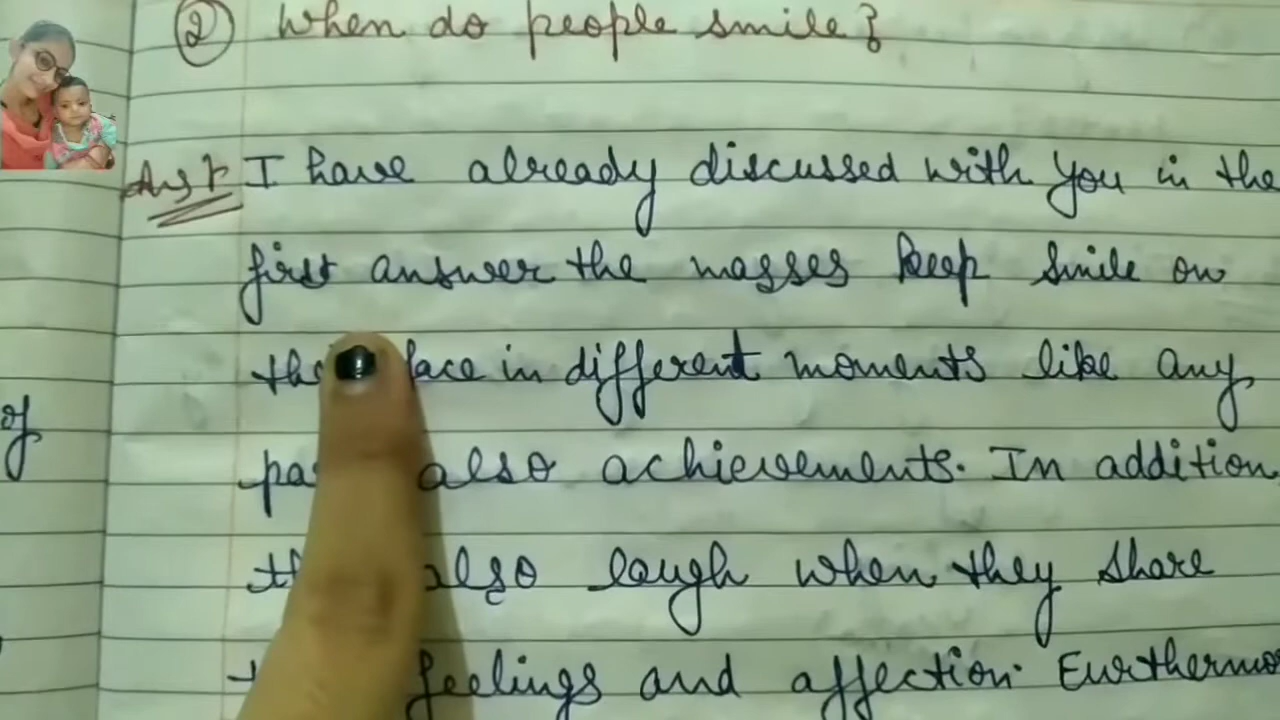 ② When do people smile?
Ans: I have already discussed with you in the
first answer the masses keep smile on
face in different moments like any
also achievements. In addition,
also laugh when they share
feelings and affection. Furthermo
of